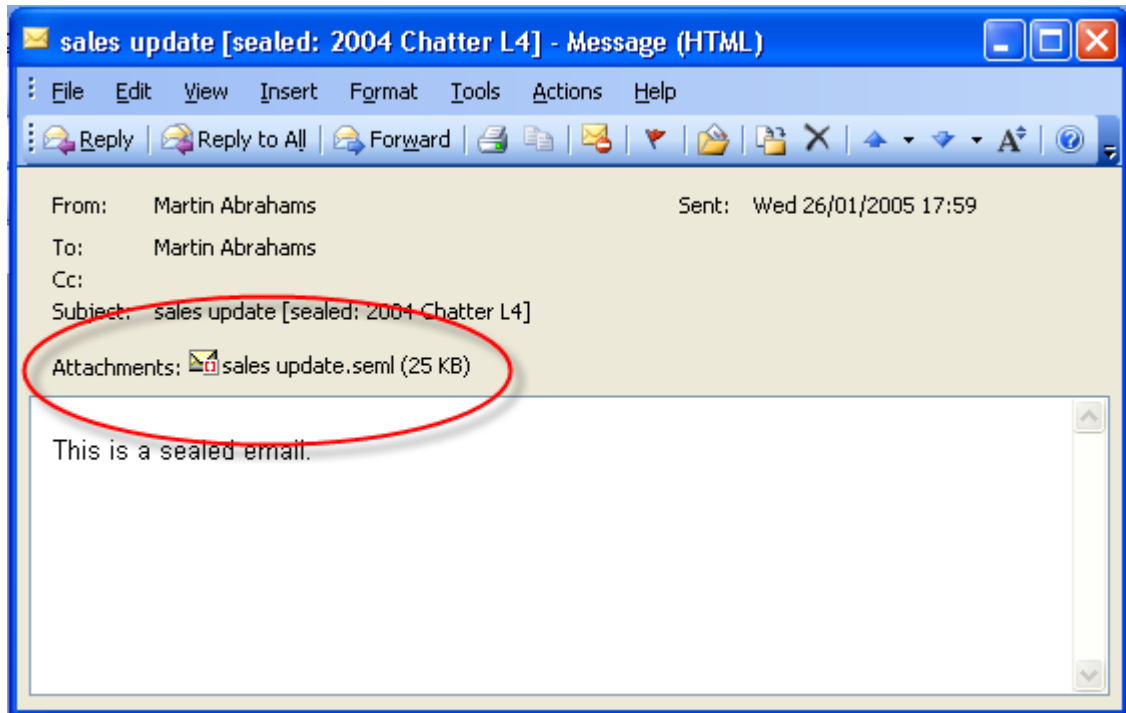 sales update [sealed: 2004 Chatter L4] - Message (HTML)
File Edit View Insert Format Tools Actions Help
Reply Reply to All Forward
From: Martin Abrahams Sent: Wed 26/01/2005 17:59
To: Martin Abrahams
Cc:
Subject: sales update [sealed: 2004 Chatter L4]
Attachments: sales update.seml (25 KB)
This is a sealed email.